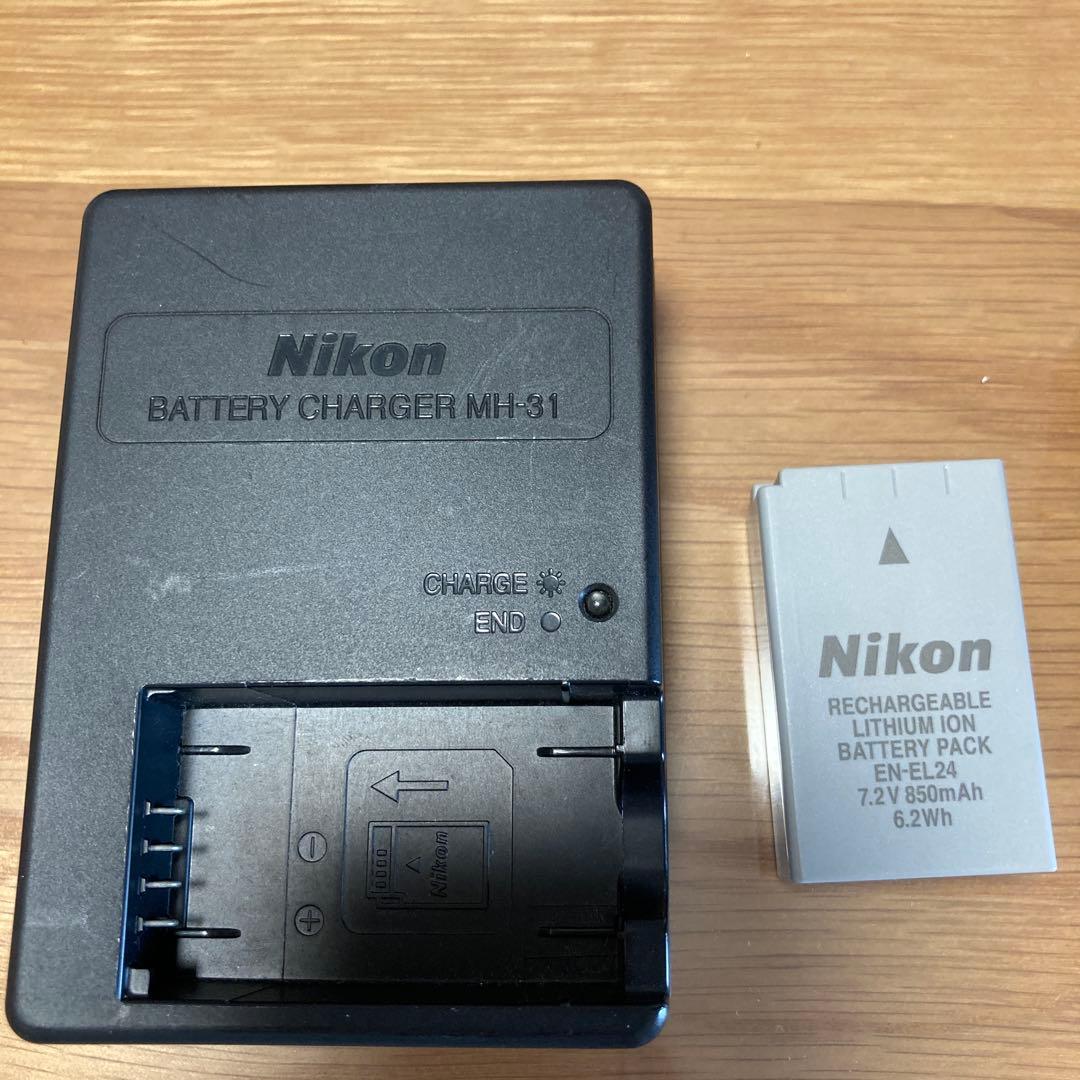 Nikon
BATTERY CHARGER MH-31
CHARGE
END
Nikon
Nikon
RECHARGEABLE
LITHIUM ION
BATTERY PACK
EN-EL24
7.2V 850mAh
6.2Wh